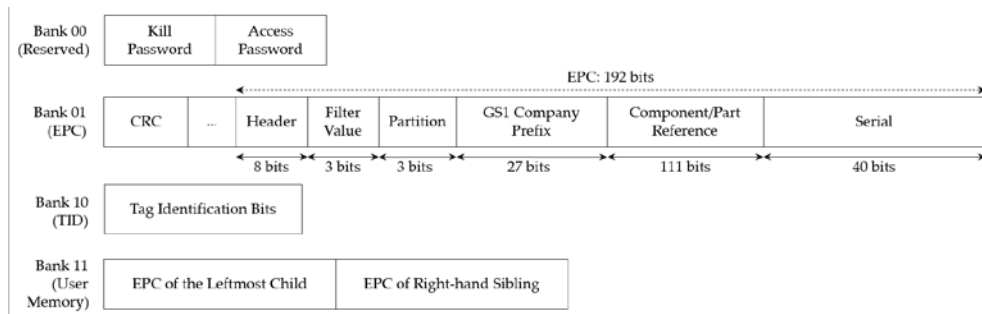 Bank 00
(Reserved)
Kill
Password
Access
Password
EPC: 192 bits
Bank 01
(EPC)
CRC
...
Header
Filter
Value
Partition
GS1 Company
Prefix
Component/Part
Reference
Serial
8 bits
3 bits
3 bits
27 bits
111 bits
40 bits
Bank 10
(TID)
Tag Identification Bits
Bank 11
(User
Memory)
EPC of the Leftmost Child
EPC of Right-hand Sibling